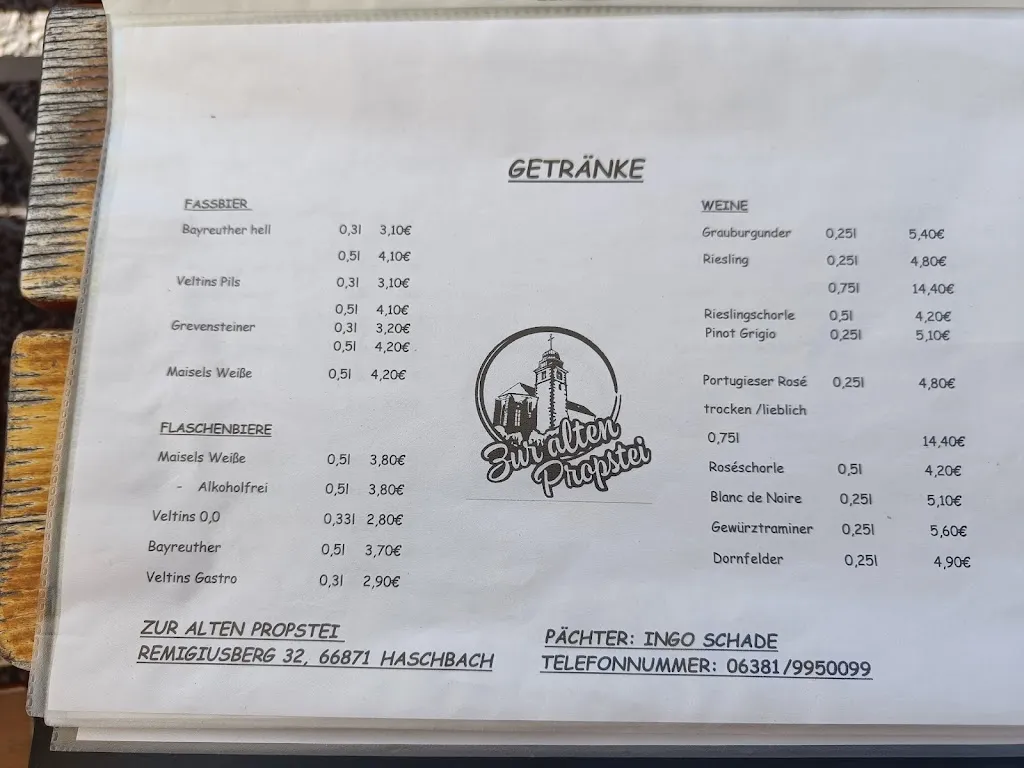 GETRÄNKE
FASSBIER
Bayreuther hell 0,3l 3,10€
0,5l 4,10€
Veltins Pils 0,3l 3,10€
0,5l 4,10€
Grevensteiner 0,3l 3,20€
0,5l 4,20€
Maisels Weiße 0,5l 4,20€
FLASCHENBIERE
Maisels Weiße 0,5l 3,80€
- Alkoholfrei 0,5l 3,80€
Veltins 0,0 0,33l 2,80€
Bayreuther 0,5l 3,70€
Veltins Gastro 0,3l 2,90€
Zur alten
Propstei
WEINE
Grauburgunder 0,25l 5,40€
Riesling 0,25l 4,80€
0,75l 14,40€
Rieslingschorle 0,5l 4,20€
Pinot Grigio 0,25l 5,10€
Portugieser Rosé 0,25l 4,80€
trocken /lieblich
0,75l 14,40€
Roséschorle 0,5l 4,20€
Blanc de Noire 0,25l 5,10€
Gewürztraminer 0,25l 5,60€
Dornfelder 0,25l 4,90€
ZUR ALTEN PROPSTEI
REMIGIUSBERG 32, 66871 HASCHBACH
PÄCHTER: INGO SCHADE
TELEFONNUMMER: 06381/9950099